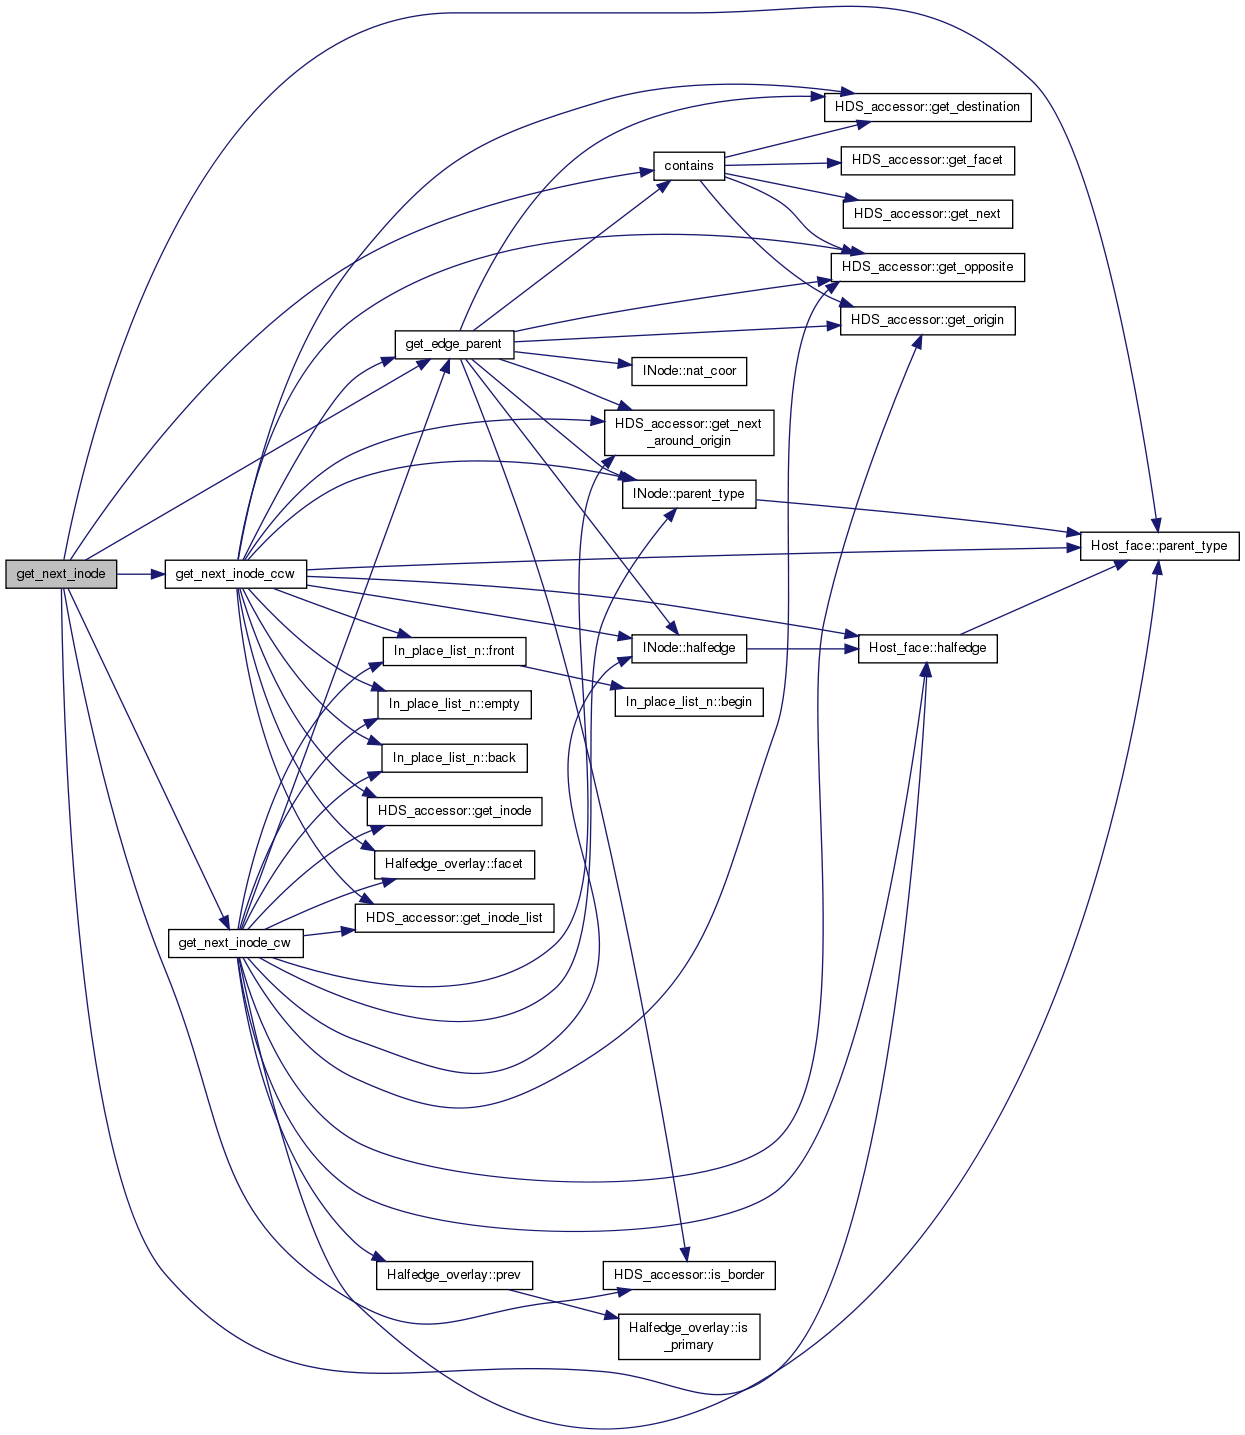 HDS_accessor::get_destination
contains
HDS_accessor::get_facet
HDS_accessor::get_next
HDS_accessor::get_opposite
HDS_accessor::get_origin
get_edge_parent
INode::nat_coor
HDS_accessor::get_next
_around_origin
INode::parent_type
Host_face::parent_type
get_next_inode
get_next_inode_ccw
In_place_list_n::front
INode::halfedge
Host_face::halfedge
In_place_list_n::empty
In_place_list_n::begin
In_place_list_n::back
HDS_accessor::get_inode
Halfedge_overlay::facet
HDS_accessor::get_inode_list
get_next_inode_cw
Halfedge_overlay::prev
HDS_accessor::is_border
Halfedge_overlay::is
_primary